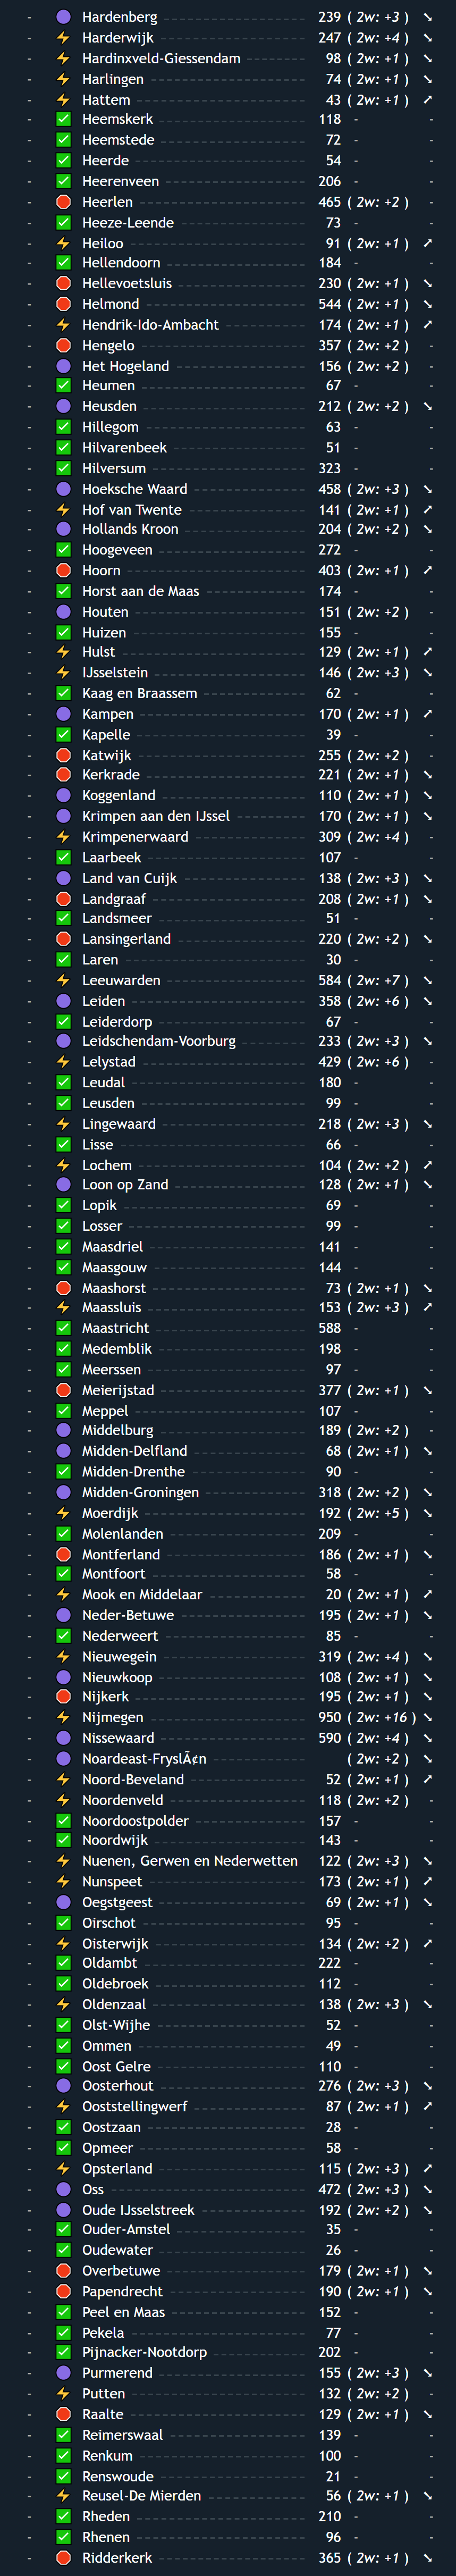 - Hardenberg 239 ( 2w: +3 ) ↘
- Harderwijk 247 ( 2w: +4 ) ↘
- Hardinxveld-Giessendam 98 ( 2w: +1 ) ↘
- Harlingen 74 ( 2w: +1 ) ↘
- Hattem 43 ( 2w: +1 ) ↗
- Heemskerk 118 - -
- Heemstede 72 - -
- Heerde 54 - -
- Heerenveen 206 - -
- Heerlen 465 ( 2w: +2 ) -
- Heeze-Leende 73 - -
- Heiloo 91 ( 2w: +1 ) ↗
- Hellendoorn 184 - -
- Hellevoetsluis 230 ( 2w: +1 ) ↘
- Helmond 544 ( 2w: +1 ) ↘
- Hendrik-Ido-Ambacht 174 ( 2w: +1 ) ↗
- Hengelo 357 ( 2w: +2 ) -
- Het Hogeland 156 ( 2w: +2 ) -
- Heumen 67 - -
- Heusden 212 ( 2w: +2 ) ↘
- Hillegom 63 - -
- Hilvarenbeek 51 - -
- Hilversum 323 - -
- Hoeksche Waard 458 ( 2w: +3 ) ↘
- Hof van Twente 141 ( 2w: +1 ) ↗
- Hollands Kroon 204 ( 2w: +2 ) ↘
- Hoogeveen 272 - -
- Hoorn 403 ( 2w: +1 ) ↗
- Horst aan de Maas 174 - -
- Houten 151 ( 2w: +2 ) -
- Huizen 155 - -
- Hulst 129 ( 2w: +1 ) ↗
- IJsselstein 146 ( 2w: +3 ) ↘
- Kaag en Braassem 62 - -
- Kampen 170 ( 2w: +1 ) ↗
- Kapelle 39 - -
- Katwijk 255 ( 2w: +2 ) -
- Kerkrade 221 ( 2w: +1 ) ↘
- Koggenland 110 ( 2w: +1 ) ↘
- Krimpen aan den IJssel 170 ( 2w: +1 ) ↘
- Krimpenerwaard 309 ( 2w: +4 ) -
- Laarbeek 107 - -
- Land van Cuijk 138 ( 2w: +3 ) ↘
- Landgraaf 208 ( 2w: +1 ) ↘
- Landsmeer 51 - -
- Lansingerland 220 ( 2w: +2 ) ↘
- Laren 30 - -
- Leeuwarden 584 ( 2w: +7 ) ↘
- Leiden 358 ( 2w: +6 ) ↘
- Leiderdorp 67 - -
- Leidschendam-Voorburg 233 ( 2w: +3 ) ↘
- Lelystad 429 ( 2w: +6 ) -
- Leudal 180 - -
- Leusden 99 - -
- Lingewaard 218 ( 2w: +3 ) ↘
- Lisse 66 - -
- Lochem 104 ( 2w: +2 ) ↗
- Loon op Zand 128 ( 2w: +1 ) ↘
- Lopik 69 - -
- Losser 99 - -
- Maasdriel 141 - -
- Maasgouw 144 - -
- Maashorst 73 ( 2w: +1 ) ↘
- Maassluis 153 ( 2w: +3 ) ↗
- Maastricht 588 - -
- Medemblik 198 - -
- Meerssen 97 - -
- Meierijstad 377 ( 2w: +1 ) ↘
- Meppel 107 - -
- Middelburg 189 ( 2w: +2 ) -
- Midden-Delfland 68 ( 2w: +1 ) ↘
- Midden-Drenthe 90 - -
- Midden-Groningen 318 ( 2w: +2 ) ↘
- Moerdijk 192 ( 2w: +5 ) ↘
- Molenlanden 209 - -
- Montferland 186 ( 2w: +1 ) ↘
- Montfoort 58 - -
- Mook en Middelaar 20 ( 2w: +1 ) ↗
- Neder-Betuwe 195 ( 2w: +1 ) ↘
- Nederweert 85 - -
- Nieuwegein 319 ( 2w: +4 ) ↘
- Nieuwkoop 108 ( 2w: +1 ) ↘
- Nijkerk 195 ( 2w: +1 ) ↘
- Nijmegen 950 ( 2w: +16 ) ↘
- Nissewaard 590 ( 2w: +4 ) ↘
- Noardeast-FryslÃ¢n ( 2w: +2 ) ↘
- Noord-Beveland 52 ( 2w: +1 ) ↗
- Noordenveld 118 ( 2w: +2 ) -
- Noordoostpolder 157 - -
- Noordwijk 143 - -
- Nuenen, Gerwen en Nederwetten 122 ( 2w: +3 ) ↘
- Nunspeet 173 ( 2w: +1 ) ↗
- Oegstgeest 69 ( 2w: +1 ) ↘
- Oirschot 95 - -
- Oisterwijk 134 ( 2w: +2 ) ↗
- Oldambt 222 - -
- Oldebroek 112 - -
- Oldenzaal 138 ( 2w: +3 ) ↘
- Olst-Wijhe 52 - -
- Ommen 49 - -
- Oost Gelre 110 - -
- Oosterhout 276 ( 2w: +3 ) ↘
- Ooststellingwerf 87 ( 2w: +1 ) ↗
- Oostzaan 28 - -
- Opmeer 58 - -
- Opsterland 115 ( 2w: +3 ) ↗
- Oss 472 ( 2w: +3 ) ↘
- Oude IJsselstreek 192 ( 2w: +2 ) ↘
- Ouder-Amstel 35 - -
- Oudewater 26 - -
- Overbetuwe 179 ( 2w: +1 ) ↘
- Papendrecht 190 ( 2w: +1 ) ↘
- Peel en Maas 152 - -
- Pekela 77 - -
- Pijnacker-Nootdorp 202 - -
- Purmerend 155 ( 2w: +3 ) ↘
- Putten 132 ( 2w: +2 ) -
- Raalte 129 ( 2w: +1 ) ↘
- Reimerswaal 139 - -
- Renkum 100 - -
- Renswoude 21 - -
- Reusel-De Mierden 56 ( 2w: +1 ) ↘
- Rheden 210 - -
- Rhenen 96 - -
- Ridderkerk 365 ( 2w: +1 ) ↘